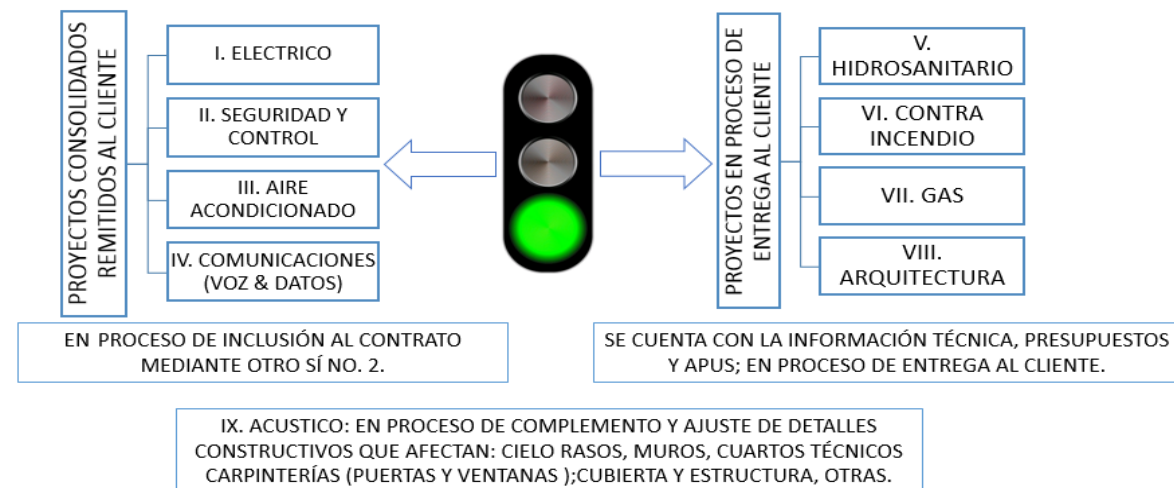 PROYECTOS CONSOLIDADOS
REMITIDOS AL CLIENTE
I. ELECTRICO
II. SEGURIDAD Y
CONTROL
III. AIRE
ACONDICIONADO
IV. COMUNICACIONES
(VOZ & DATOS)
EN PROCESO DE INCLUSIÓN AL CONTRATO
MEDIANTE OTRO SÍ NO. 2.
PROYECTOS EN PROCESO DE
ENTREGA AL CLIENTE
V.
HIDROSANITARIO
VI. CONTRA
INCENDIO
VII. GAS
VIII.
ARQUITECTURA
SE CUENTA CON LA INFORMACIÓN TÉCNICA, PRESUPUESTOS
Y APUS; EN PROCESO DE ENTREGA AL CLIENTE.
IX. ACUSTICO: EN PROCESO DE COMPLEMENTO Y AJUSTE DE DETALLES
CONSTRUCTIVOS QUE AFECTAN: CIELO RASOS, MUROS, CUARTOS TÉCNICOS
CARPINTERÍAS (PUERTAS Y VENTANAS );CUBIERTA Y ESTRUCTURA, OTRAS.